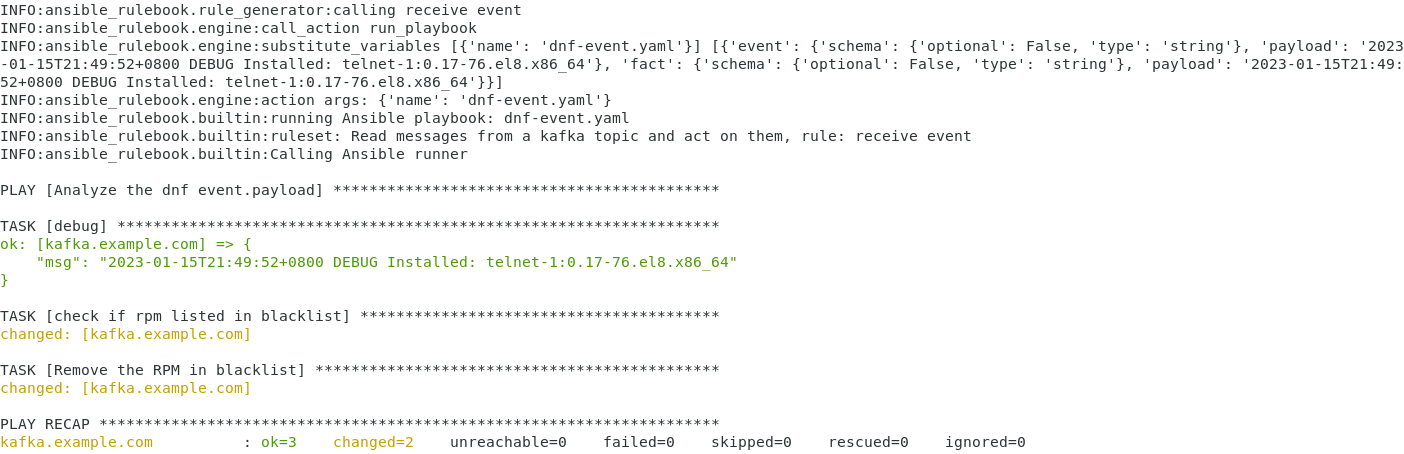 INFO:ansible_rulebook.rule_generator:calling receive event
INFO:ansible_rulebook.engine:call_action run_playbook
INFO:ansible_rulebook.engine:substitute_variables [{'name': 'dnf-event.yaml'}] [{'event': {'schema': {'optional': False, 'type': 'string'}, 'payload': '2023
-01-15T21:49:52+0800 DEBUG Installed: telnet-1:0.17-76.el8.x86_64'}, 'fact': {'schema': {'optional': False, 'type': 'string'}, 'payload': '2023-01-15T21:49:
52+0800 DEBUG Installed: telnet-1:0.17-76.el8.x86_64'}}]
INFO:ansible_rulebook.engine:action args: {'name': 'dnf-event.yaml'}
INFO:ansible_rulebook.builtin:running Ansible playbook: dnf-event.yaml
INFO:ansible_rulebook.builtin:ruleset: Read messages from a kafka topic and act on them, rule: receive event
INFO:ansible_rulebook.builtin:Calling Ansible runner
PLAY [Analyze the dnf event.payload] *******************************************
TASK [debug] *******************************************************************
ok: [kafka.example.com] => {
    "msg": "2023-01-15T21:49:52+0800 DEBUG Installed: telnet-1:0.17-76.el8.x86_64"
}
TASK [check if rpm listed in blacklist] ****************************************
changed: [kafka.example.com]
TASK [Remove the RPM in blacklist] *********************************************
changed: [kafka.example.com]
PLAY RECAP *********************************************************************
kafka.example.com          : ok=3    changed=2    unreachable=0    failed=0    skipped=0    rescued=0    ignored=0